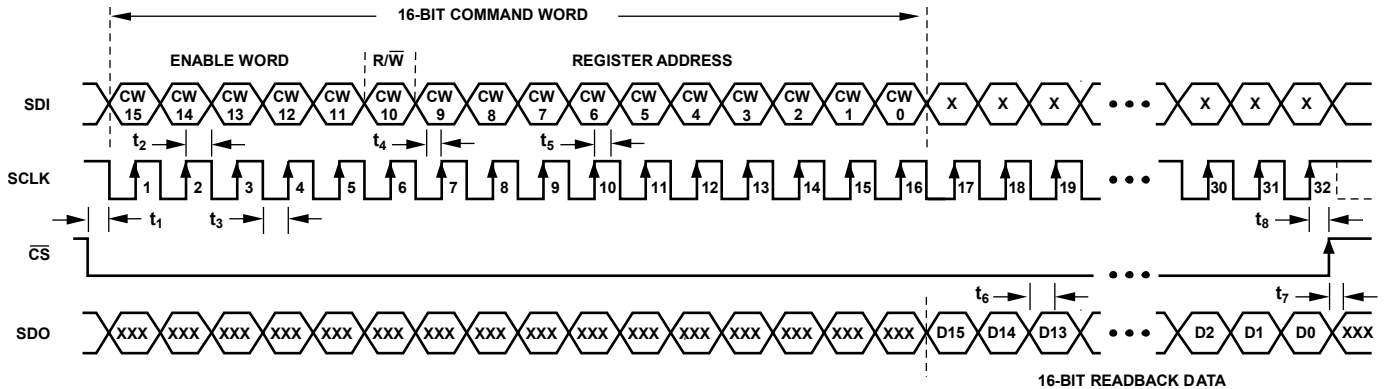 16-BIT COMMAND WORD
ENABLE WORD R/W̅ REGISTER ADDRESS
SDI CW 15 CW 14 CW 13 CW 12 CW 11 CW 10 CW 9 CW 8 CW 7 CW 6 CW 5 CW 4 CW 3 CW 2 CW 1 CW 0 X X X ••• X X X
t2 t4 t5
SCLK 1 2 3 4 5 6 7 8 9 10 11 12 13 14 15 16 17 18 19 ••• 30 31 32
t1 t3 t8
C̅S̅ •••
t6 t7
SDO XXX XXX XXX XXX XXX XXX XXX XXX XXX XXX XXX XXX XXX XXX XXX XXX D15 D14 D13 ••• D2 D1 D0 XXX
16-BIT READBACK DATA